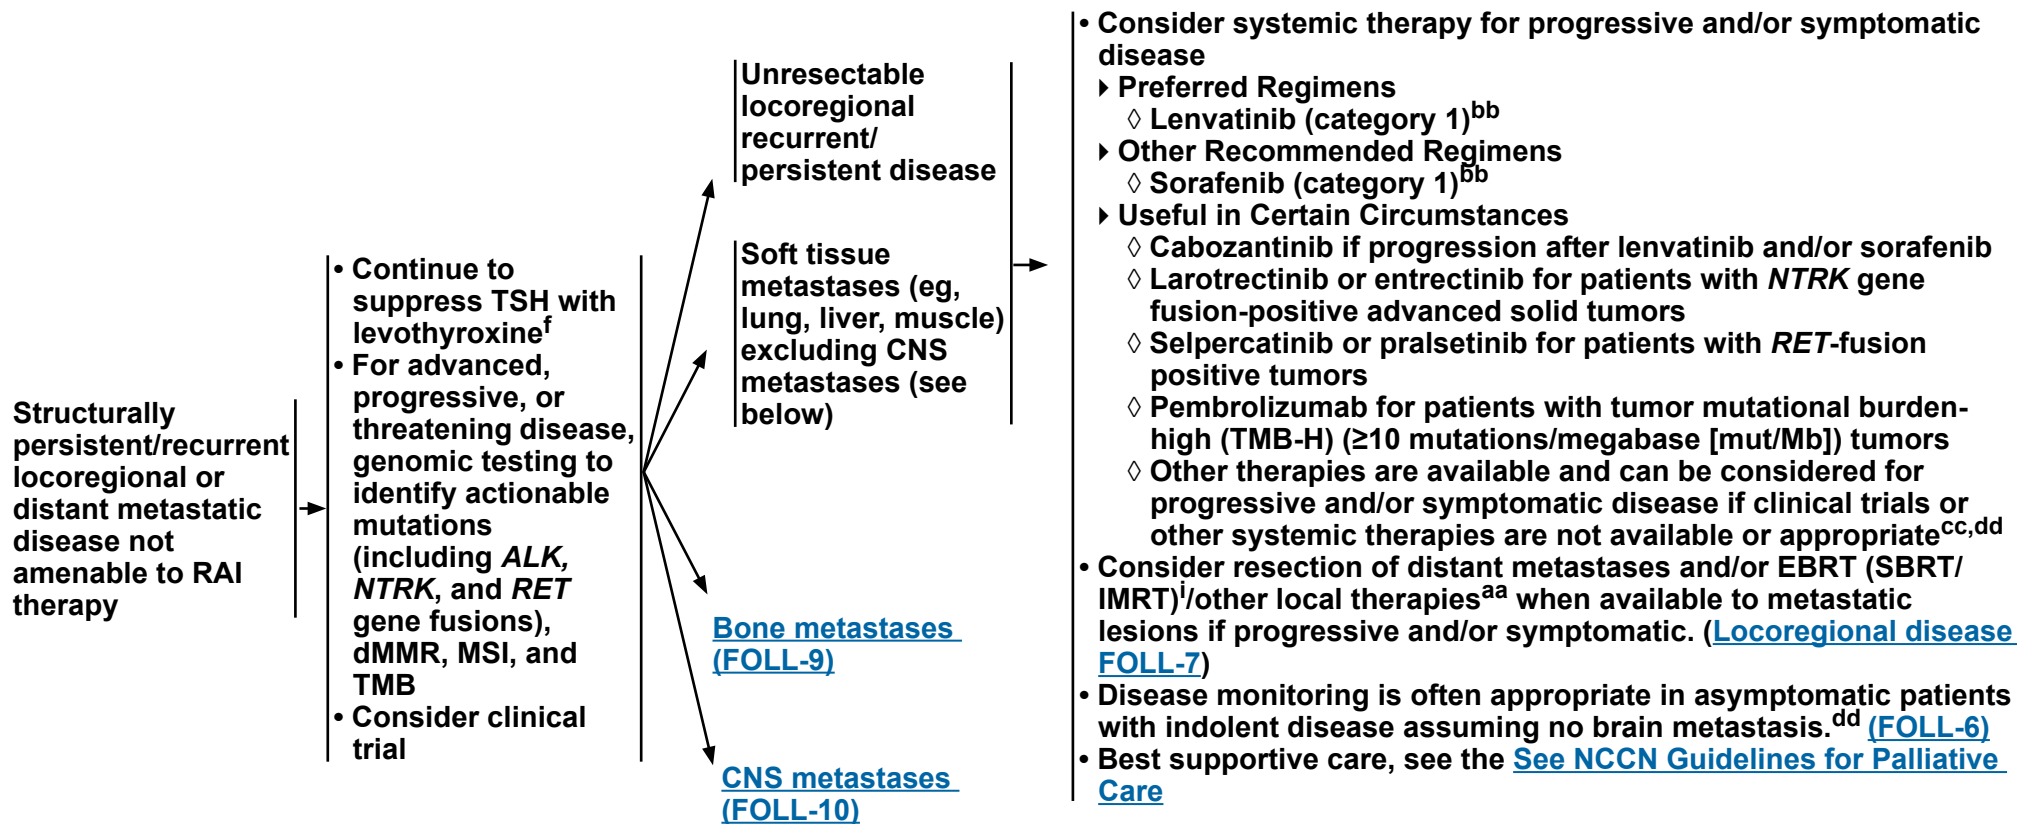 Structurally
persistent/recurrent
locoregional or
distant metastatic
disease not
amenable to RAI
therapy
• Continue to
suppress TSH with
levothyroxineᶠ
• For advanced,
progressive, or
threatening disease,
genomic testing to
identify actionable
mutations
(including ALK,
NTRK, and RET
gene fusions),
dMMR, MSI, and
TMB
• Consider clinical
trial
Unresectable
locoregional
recurrent/
persistent disease
Soft tissue
metastases (eg,
lung, liver, muscle)
excluding CNS
metastases (see
below)
Bone metastases
(FOLL-9)
CNS metastases
(FOLL-10)
• Consider systemic therapy for progressive and/or symptomatic
disease
▸ Preferred Regimens
◊ Lenvatinib (category 1)ᵇᵇ
▸ Other Recommended Regimens
◊ Sorafenib (category 1)ᵇᵇ
▸ Useful in Certain Circumstances
◊ Cabozantinib if progression after lenvatinib and/or sorafenib
◊ Larotrectinib or entrectinib for patients with NTRK gene
fusion-positive advanced solid tumors
◊ Selpercatinib or pralsetinib for patients with RET-fusion
positive tumors
◊ Pembrolizumab for patients with tumor mutational burden-
high (TMB-H) (≥10 mutations/megabase [mut/Mb]) tumors
◊ Other therapies are available and can be considered for
progressive and/or symptomatic disease if clinical trials or
other systemic therapies are not available or appropriateᶜᶜ,ᵈᵈ
• Consider resection of distant metastases and/or EBRT (SBRT/
IMRT)ⁱ/other local therapiesᵃᵃ when available to metastatic
lesions if progressive and/or symptomatic. (Locoregional disease
FOLL-7)
• Disease monitoring is often appropriate in asymptomatic patients
with indolent disease assuming no brain metastasis.ᵈᵈ (FOLL-6)
• Best supportive care, see the See NCCN Guidelines for Palliative
Care